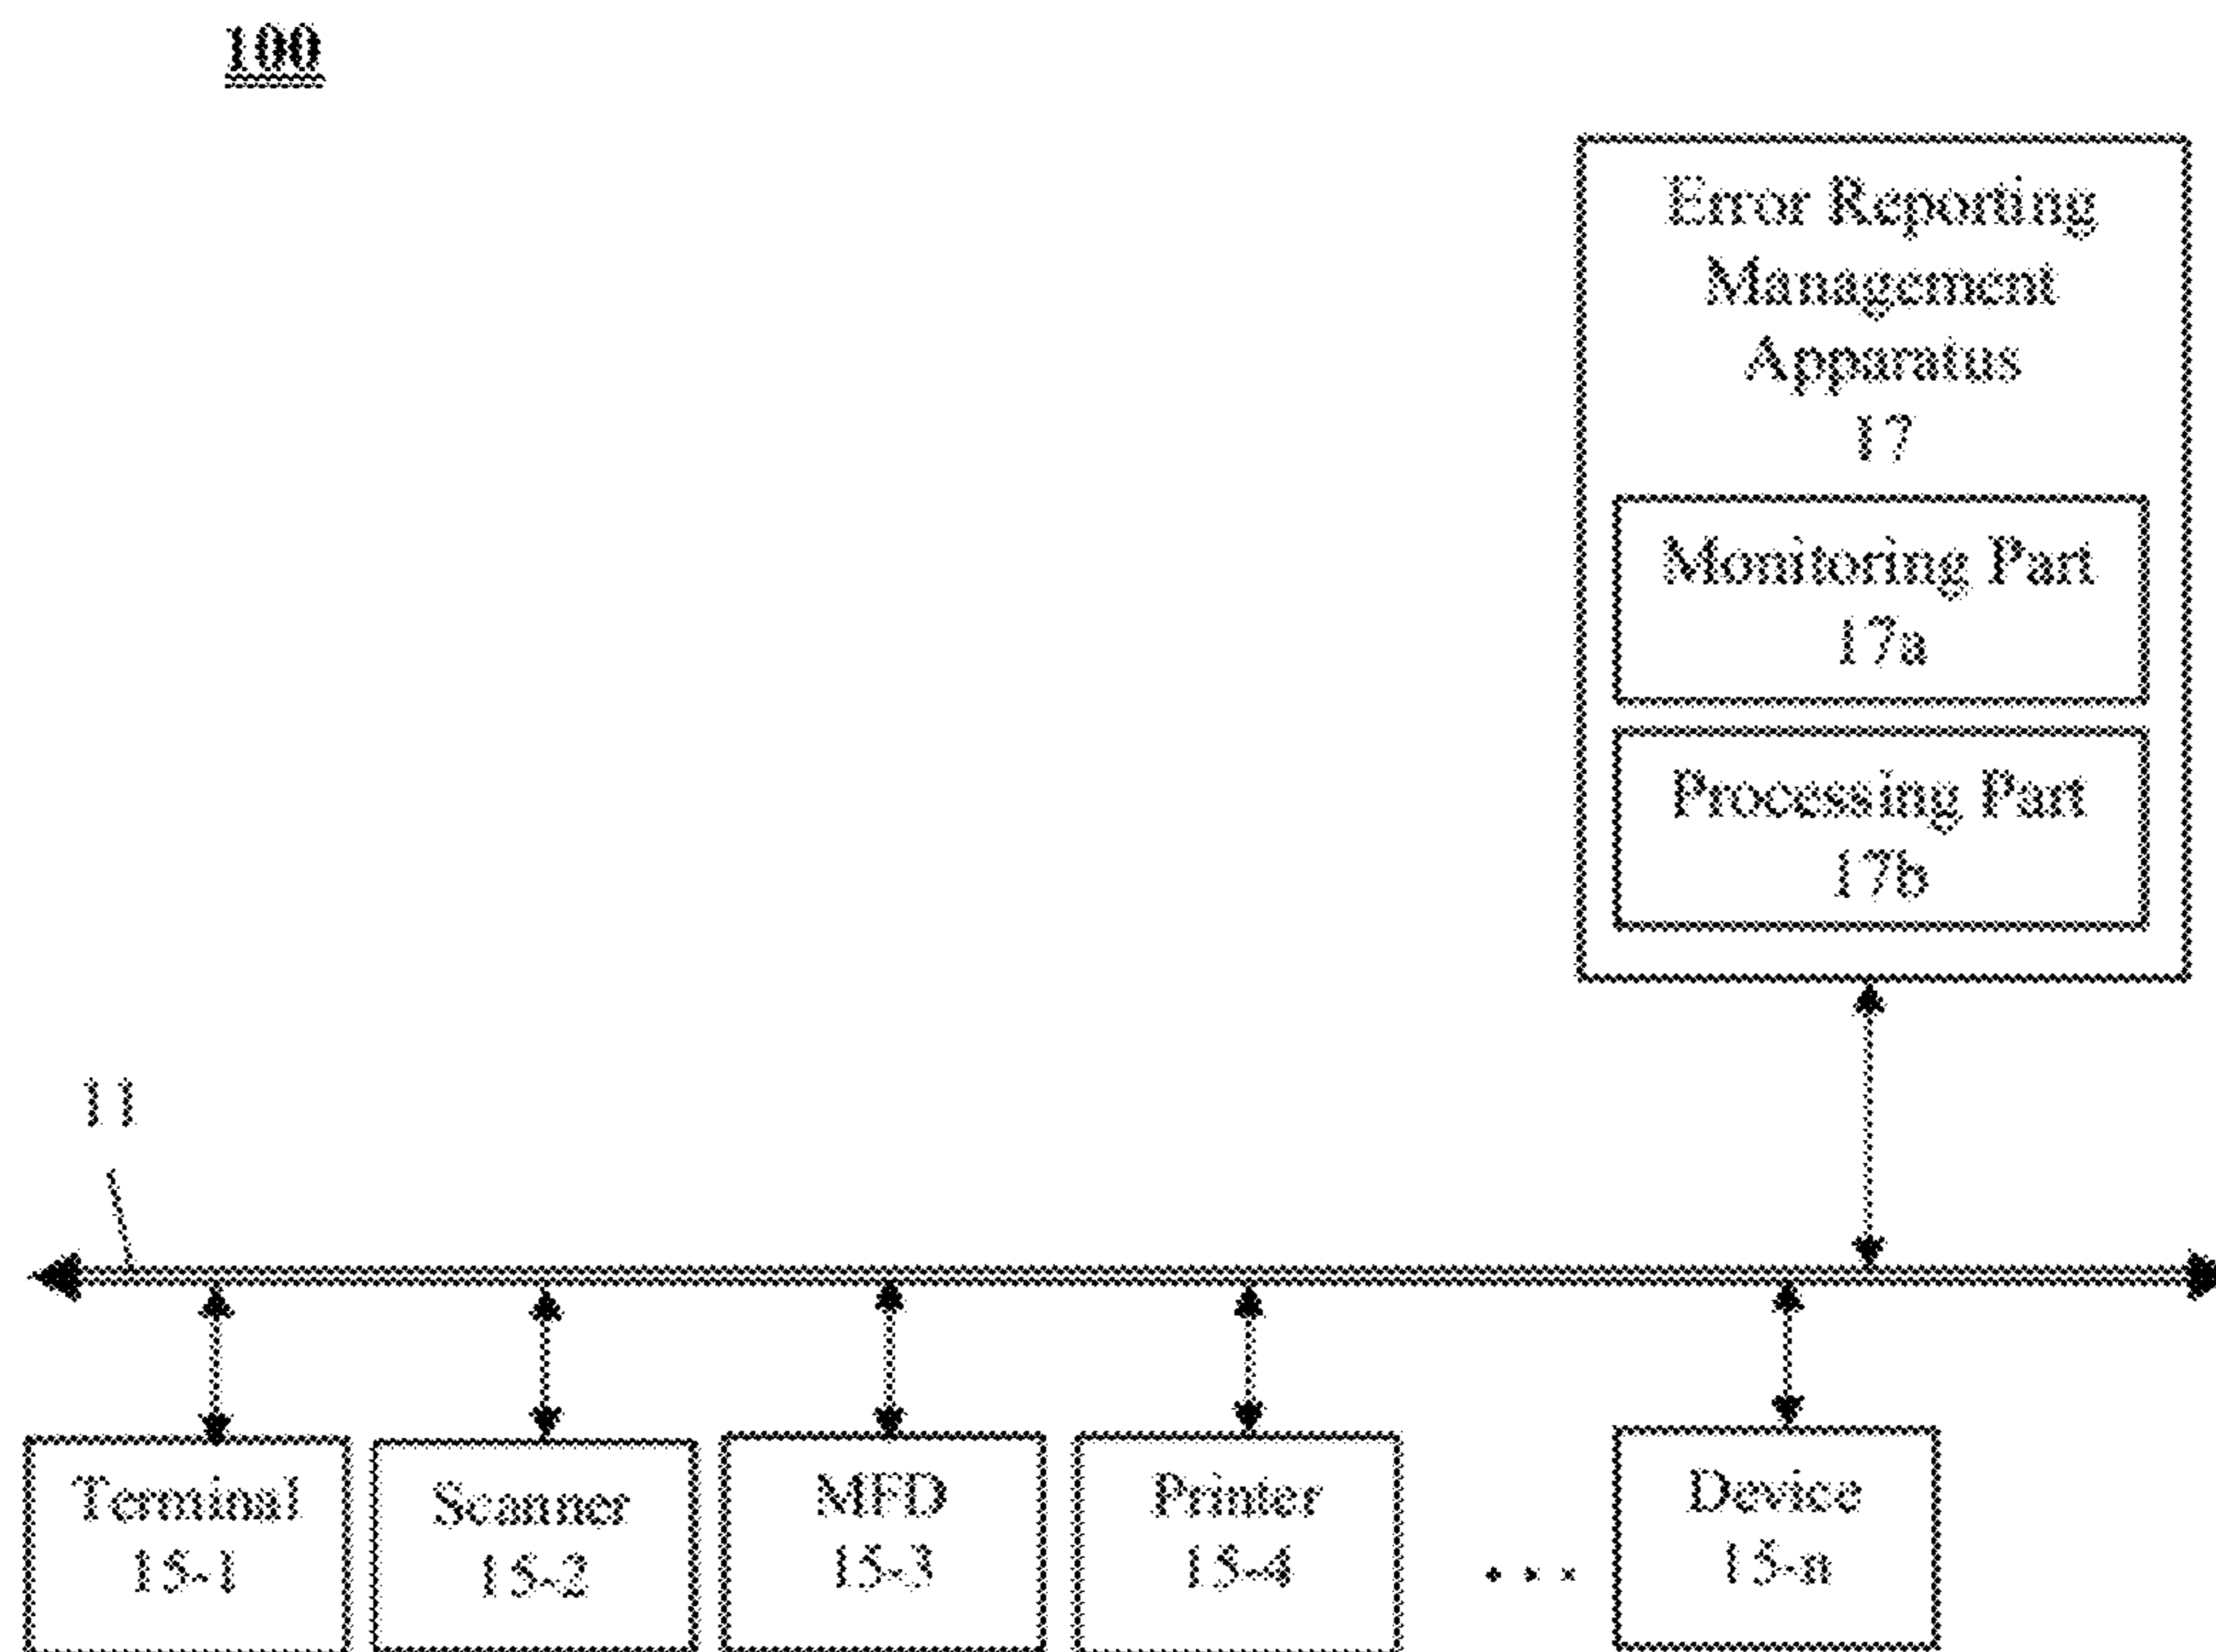 100
Error Reporting
Management
Apparatus
17
Monitoring Part
17a
Processing Part
17b
11
Terminal
15-1
Scanner
15-2
MFD
15-3
Printer
15-4
...
Device
15-n